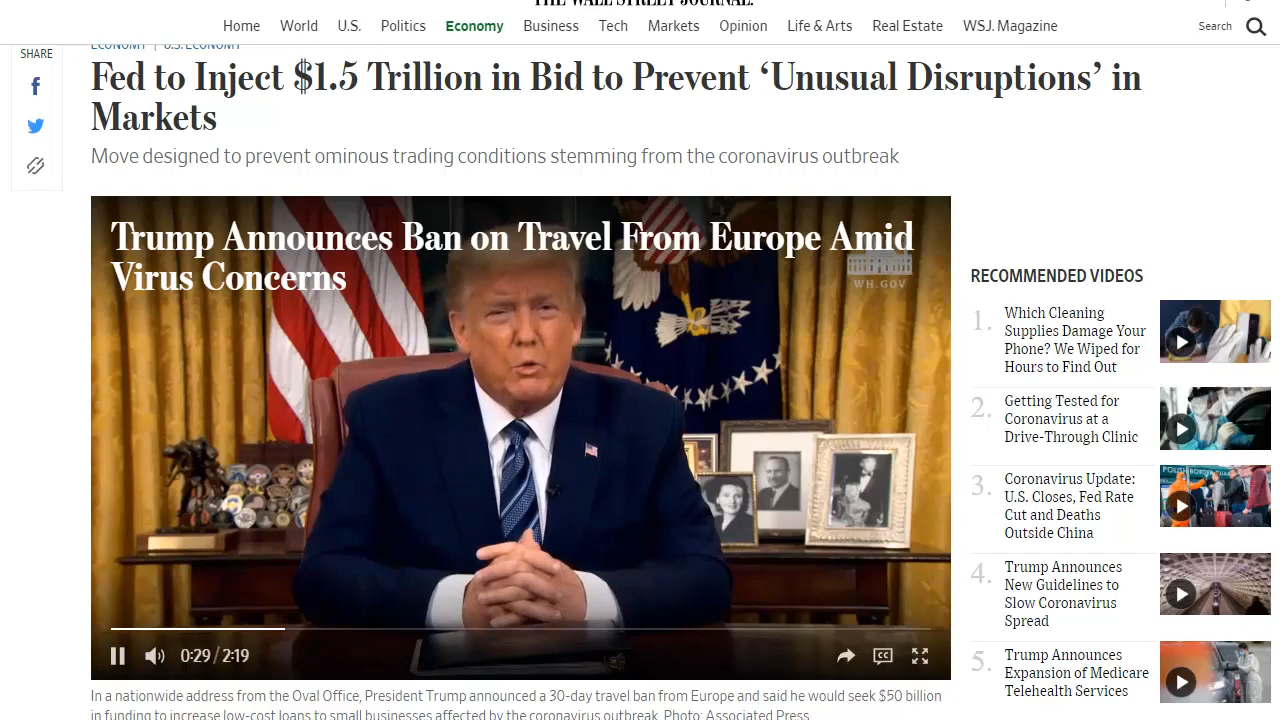 THE WALL STREET JOURNAL.
Home World U.S. Politics Economy Business Tech Markets Opinion Life & Arts Real Estate WSJ. Magazine Search
SHARE
ECONOMY | U.S. ECONOMY
Fed to Inject $1.5 Trillion in Bid to Prevent ‘Unusual Disruptions’ in
Markets
Move designed to prevent ominous trading conditions stemming from the coronavirus outbreak
Trump Announces Ban on Travel From Europe Amid
Virus Concerns
WH.GOV
0:29 / 2:19
CC
In a nationwide address from the Oval Office, President Trump announced a 30-day travel ban from Europe and said he would seek $50 billion
in funding to increase low-cost loans to small businesses affected by the coronavirus outbreak. Photo: Associated Press
RECOMMENDED VIDEOS
1.
Which Cleaning
Supplies Damage Your
Phone? We Wiped for
Hours to Find Out
2.
Getting Tested for
Coronavirus at a
Drive-Through Clinic
3.
Coronavirus Update:
U.S. Closes, Fed Rate
Cut and Deaths
Outside China
4.
Trump Announces
New Guidelines to
Slow Coronavirus
Spread
5.
Trump Announces
Expansion of Medicare
Telehealth Services